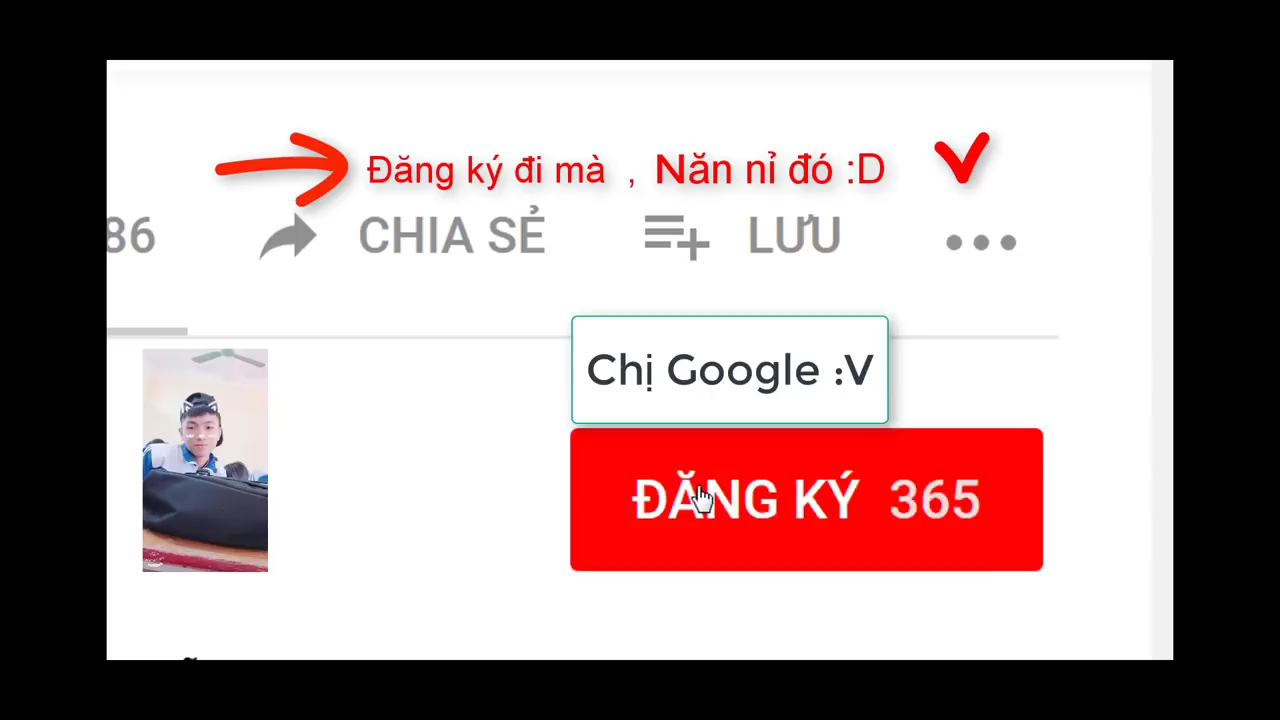 Đăng ký đi mà , Năn nỉ đó :D
86 CHIA SẺ LƯU
Chị Google :V
ĐĂNG KÝ 365